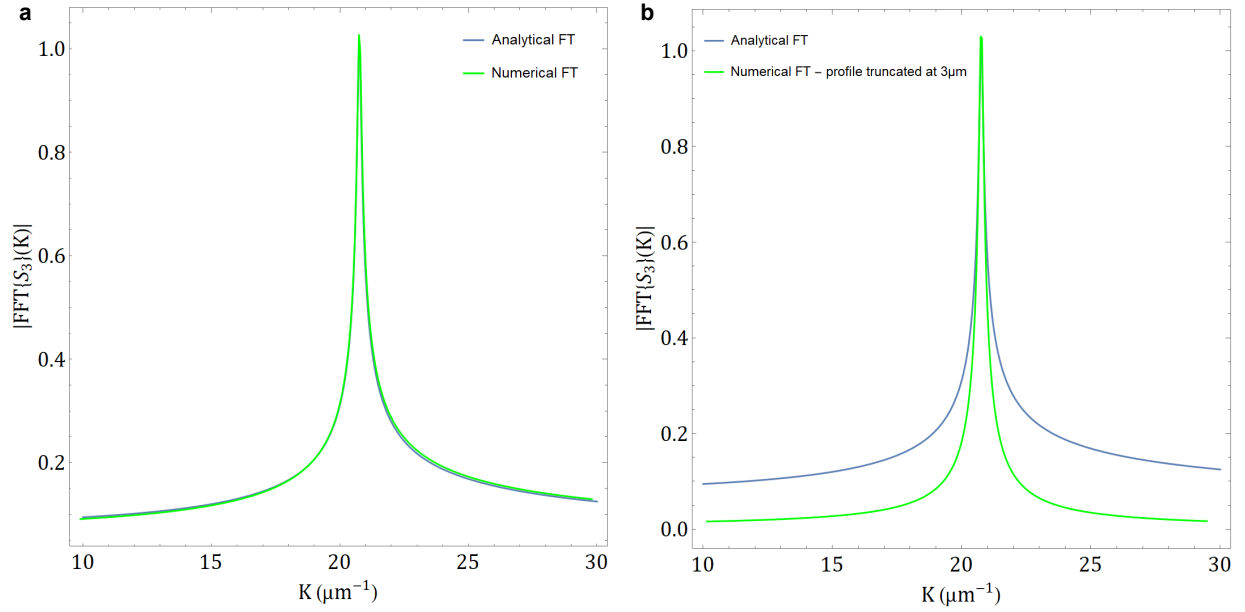 a
Analytical FT
Numerical FT
|FFT{S₃}(K)|
1.0
0.8
0.6
0.4
0.2
10 15 20 25 30
K (μm⁻¹)
b
Analytical FT
Numerical FT – profile truncated at 3μm
|FFT{S₃}(K)|
1.0
0.8
0.6
0.4
0.2
0.0
10 15 20 25 30
K (μm⁻¹)